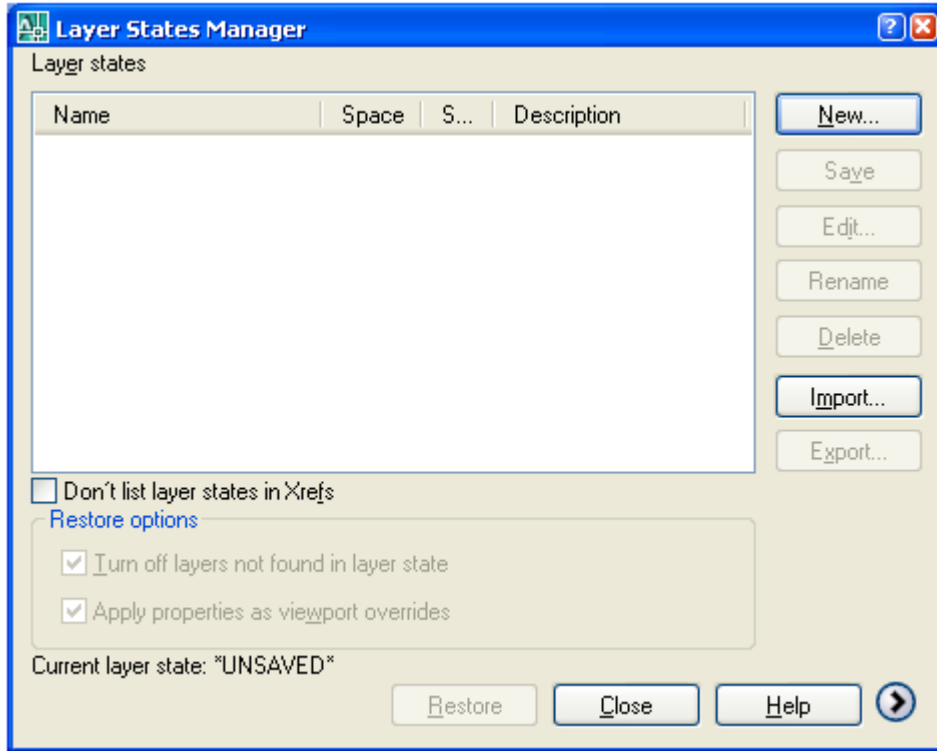 Layer States Manager
Layer states
Name Space S... Description
New...
Save
Edit...
Rename
Delete
Import...
Export...
Don't list layer states in Xrefs
Restore options
Turn off layers not found in layer state
Apply properties as viewport overrides
Current layer state: "UNSAVED"
Restore Close Help